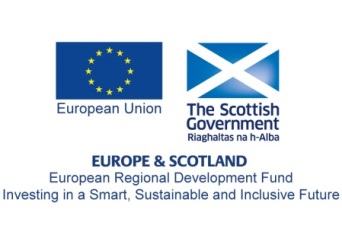 European Union
The Scottish
Government
Riaghaltas na h-Alba
EUROPE & SCOTLAND
European Regional Development Fund
Investing in a Smart, Sustainable and Inclusive Future